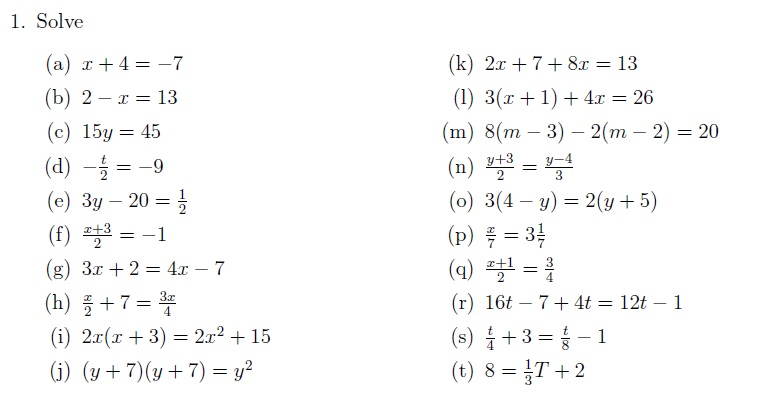 1. Solve
(a) x + 4 = −7
(b) 2 − x = 13
(c) 15y = 45
(d) −t/2 = −9
(e) 3y − 20 = 1/2
(f) (x+3)/2 = −1
(g) 3x + 2 = 4x − 7
(h) x/2 + 7 = 3x/4
(i) 2x(x + 3) = 2x² + 15
(j) (y + 7)(y + 7) = y²
(k) 2x + 7 + 8x = 13
(l) 3(x + 1) + 4x = 26
(m) 8(m − 3) − 2(m − 2) = 20
(n) (y+3)/2 = (y−4)/3
(o) 3(4 − y) = 2(y + 5)
(p) x/7 = 3 1/7
(q) (x+1)/2 = 3/4
(r) 16t − 7 + 4t = 12t − 1
(s) t/4 + 3 = t/8 − 1
(t) 8 = 1/3 T + 2